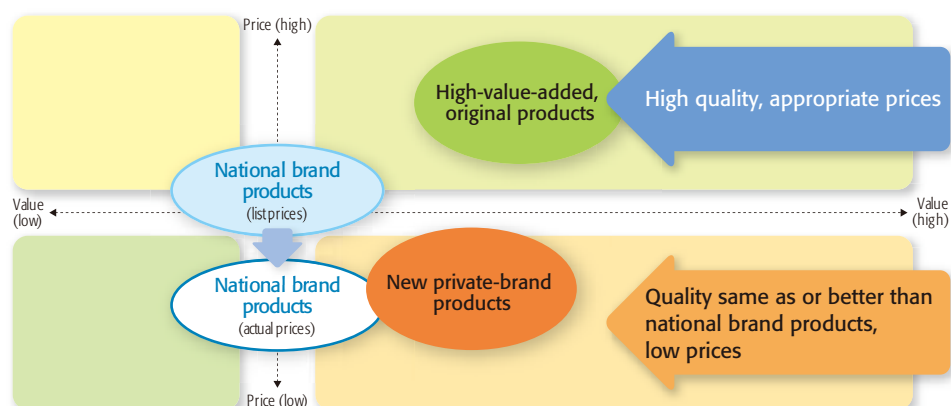 Price (high)
High-value-added,
original products
High quality, appropriate prices
National brand
products
(list prices)
Value
(low)
Value
(high)
National brand
products
(actual prices)
New private-brand
products
Quality same as or better than
national brand products,
low prices
Price (low)